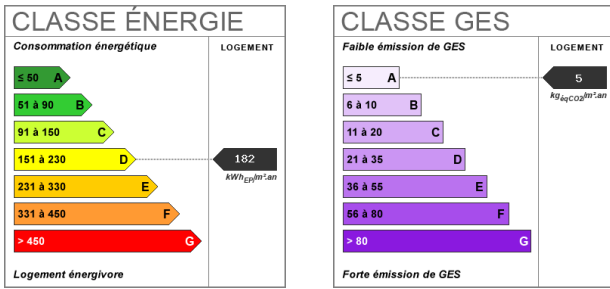 CLASSE ÉNERGIE
Consommation énergétique
LOGEMENT
≤ 50 A
51 à 90 B
91 à 150 C
151 à 230 D
182
kWhEP/m².an
231 à 330 E
331 à 450 F
> 450 G
Logement énergivore
CLASSE GES
Faible émission de GES
LOGEMENT
≤ 5 A
5
kgéqCO2/m².an
6 à 10 B
11 à 20 C
21 à 35 D
36 à 55 E
56 à 80 F
> 80 G
Forte émission de GES